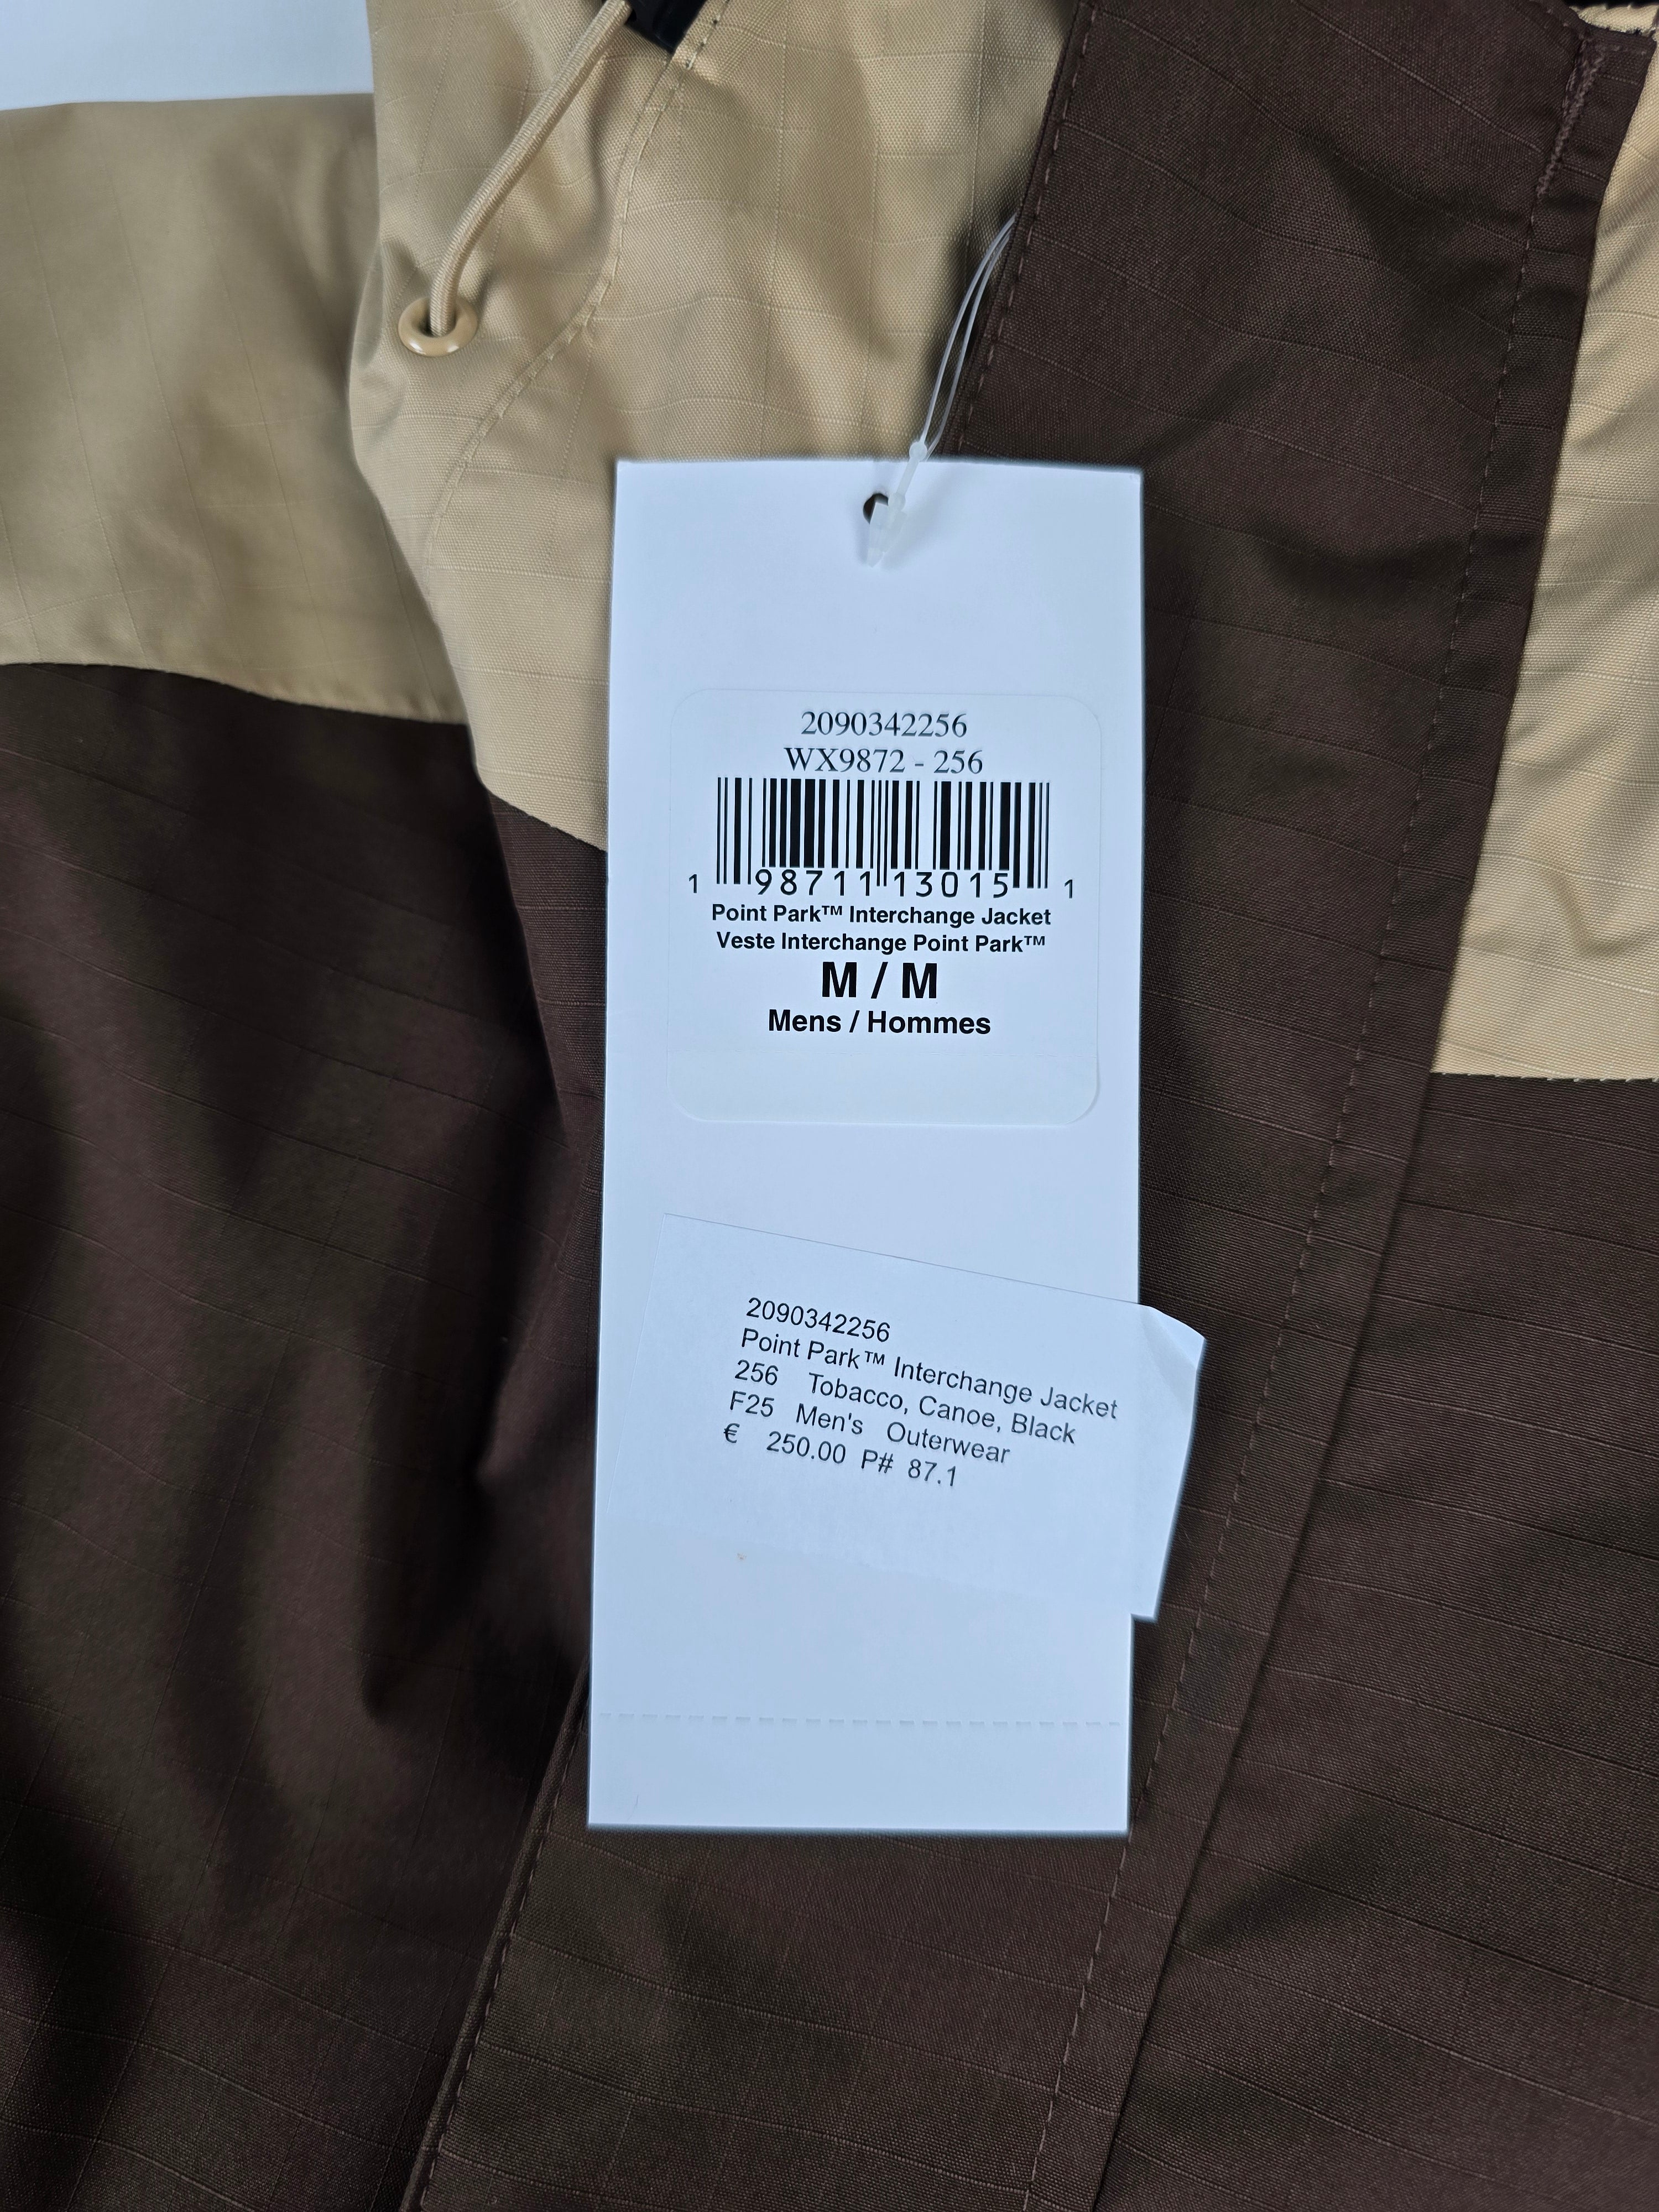 2090342256
WX9872 - 256
1 98711 13015 1
Point Park™ Interchange Jacket
Veste Interchange Point Park™
M / M
Mens / Hommes
2090342256
Point Park™ Interchange Jacket
256 Tobacco, Canoe, Black
F25 Men's Outerwear
€ 250.00 P# 87.1